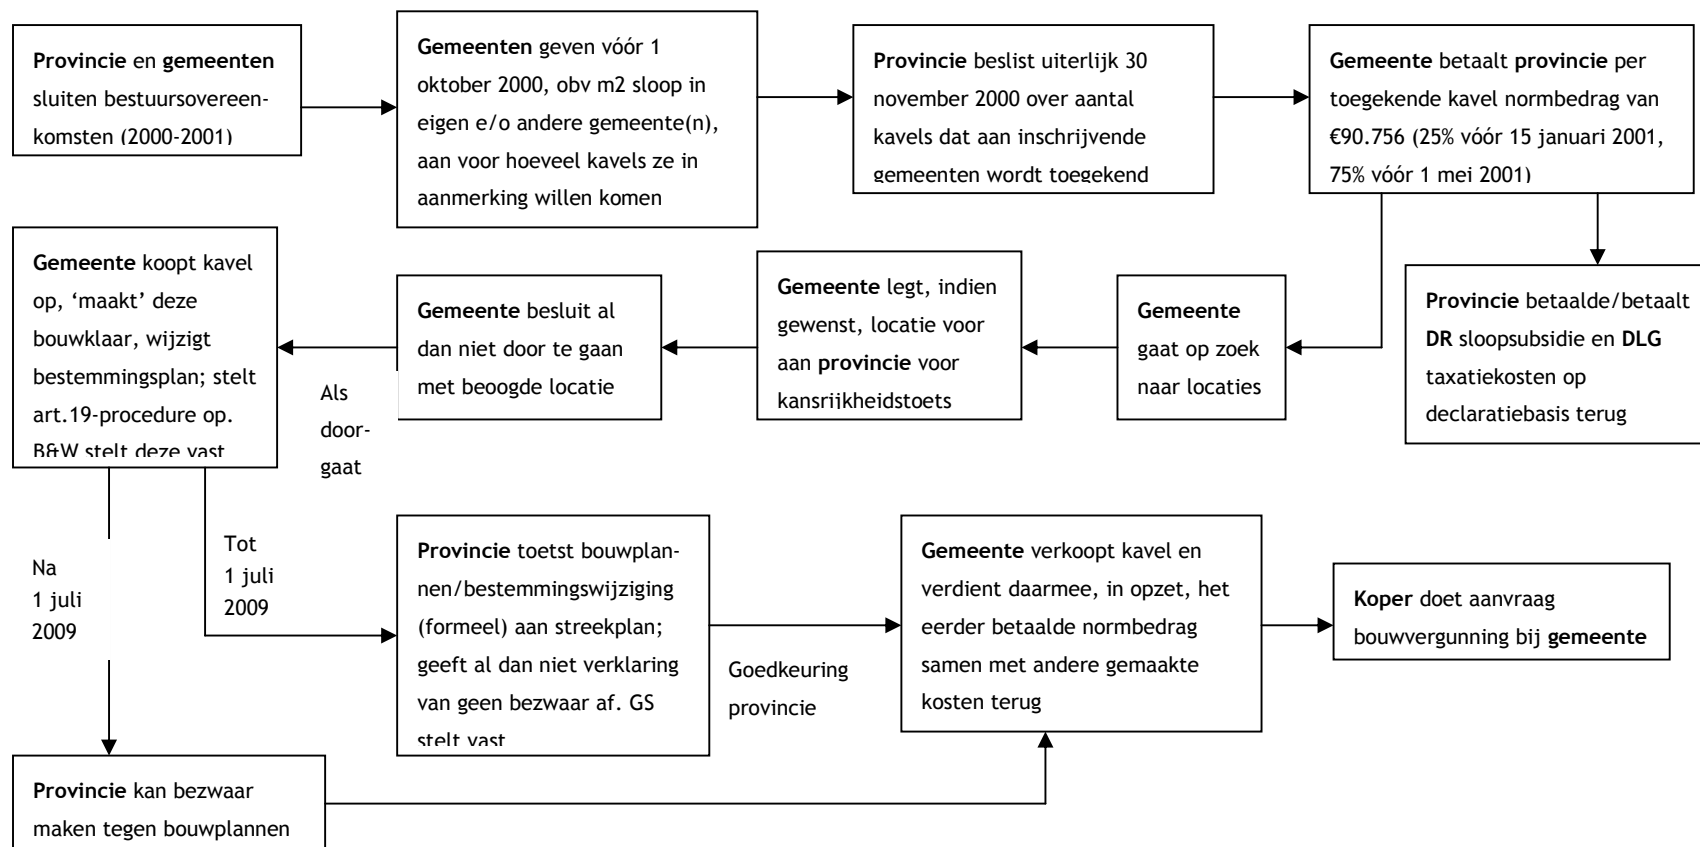 Provincie en gemeenten
sluiten bestuursovereen-
komsten (2000-2001)
Gemeenten geven vóór 1
oktober 2000, obv m2 sloop in
eigen e/o andere gemeente(n),
aan voor hoeveel kavels ze in
aanmerking willen komen
Provincie beslist uiterlijk 30
november 2000 over aantal
kavels dat aan inschrijvende
gemeenten wordt toegekend
Gemeente betaalt provincie per
toegekende kavel normbedrag van
€90.756 (25% vóór 15 januari 2001,
75% vóór 1 mei 2001)
Provincie betaalde/betaalt
DR sloopsubsidie en DLG
taxatiekosten op
declaratiebasis terug
Gemeente
gaat op zoek
naar locaties
Gemeente legt, indien
gewenst, locatie voor
aan provincie voor
kansrijkheidstoets
Gemeente besluit al
dan niet door te gaan
met beoogde locatie
Als
door-
gaat
Gemeente koopt kavel
op, ‘maakt’ deze
bouwklaar, wijzigt
bestemmingsplan; stelt
art.19-procedure op.
B&W stelt deze vast
Na
1 juli
2009
Tot
1 juli
2009
Provincie toetst bouwplan-
nen/bestemmingswijziging
(formeel) aan streekplan;
geeft al dan niet verklaring
van geen bezwaar af. GS
stelt vast
Goedkeuring
provincie
Gemeente verkoopt kavel en
verdient daarmee, in opzet, het
eerder betaalde normbedrag
samen met andere gemaakte
kosten terug
Koper doet aanvraag
bouwvergunning bij gemeente
Provincie kan bezwaar
maken tegen bouwplannen